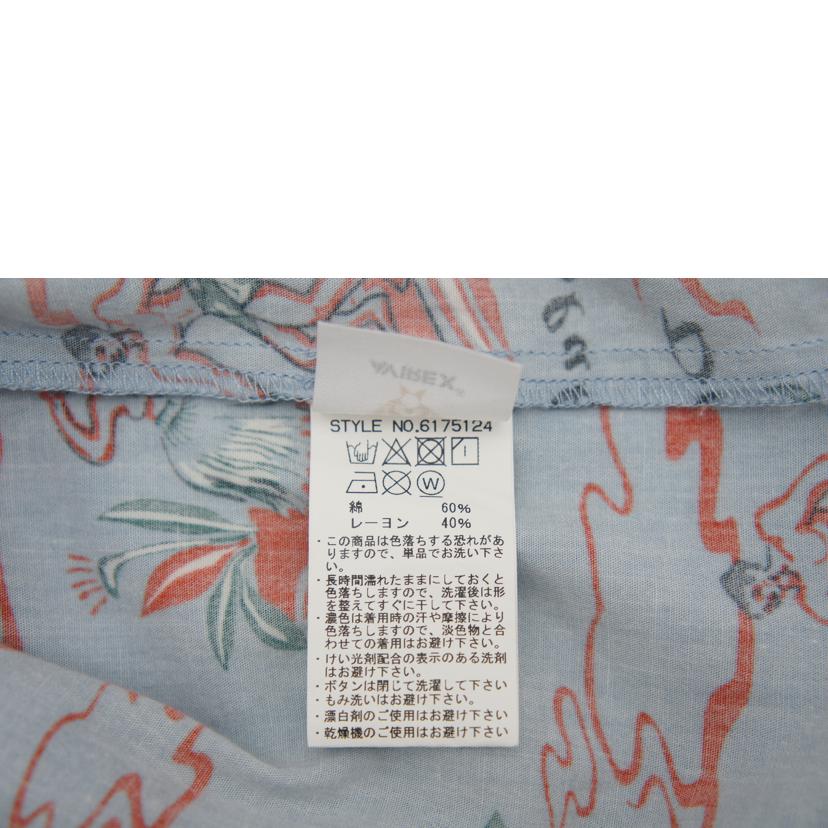 AVIREX
STYLE NO.6175124
綿 60%
レーヨン 40%
・この商品は色落ちする恐れがあ
りますので、単品でお洗い下さ
い。
・長時間濡れたままにしておくと
色落ちしますので、洗濯後は形
を整えてすぐに干して下さい。
・濃色は着用時の汗や摩擦により
色落ちしますので、淡色物と合
わせての着用はお避け下さい。
・けい光剤配合の表示のある洗剤
はお避け下さい。
・ボタンは閉じて洗濯して下さい
・もみ洗いはお避け下さい
・漂白剤のご使用はお避け下さい
・乾燥機のご使用はお避け下さい